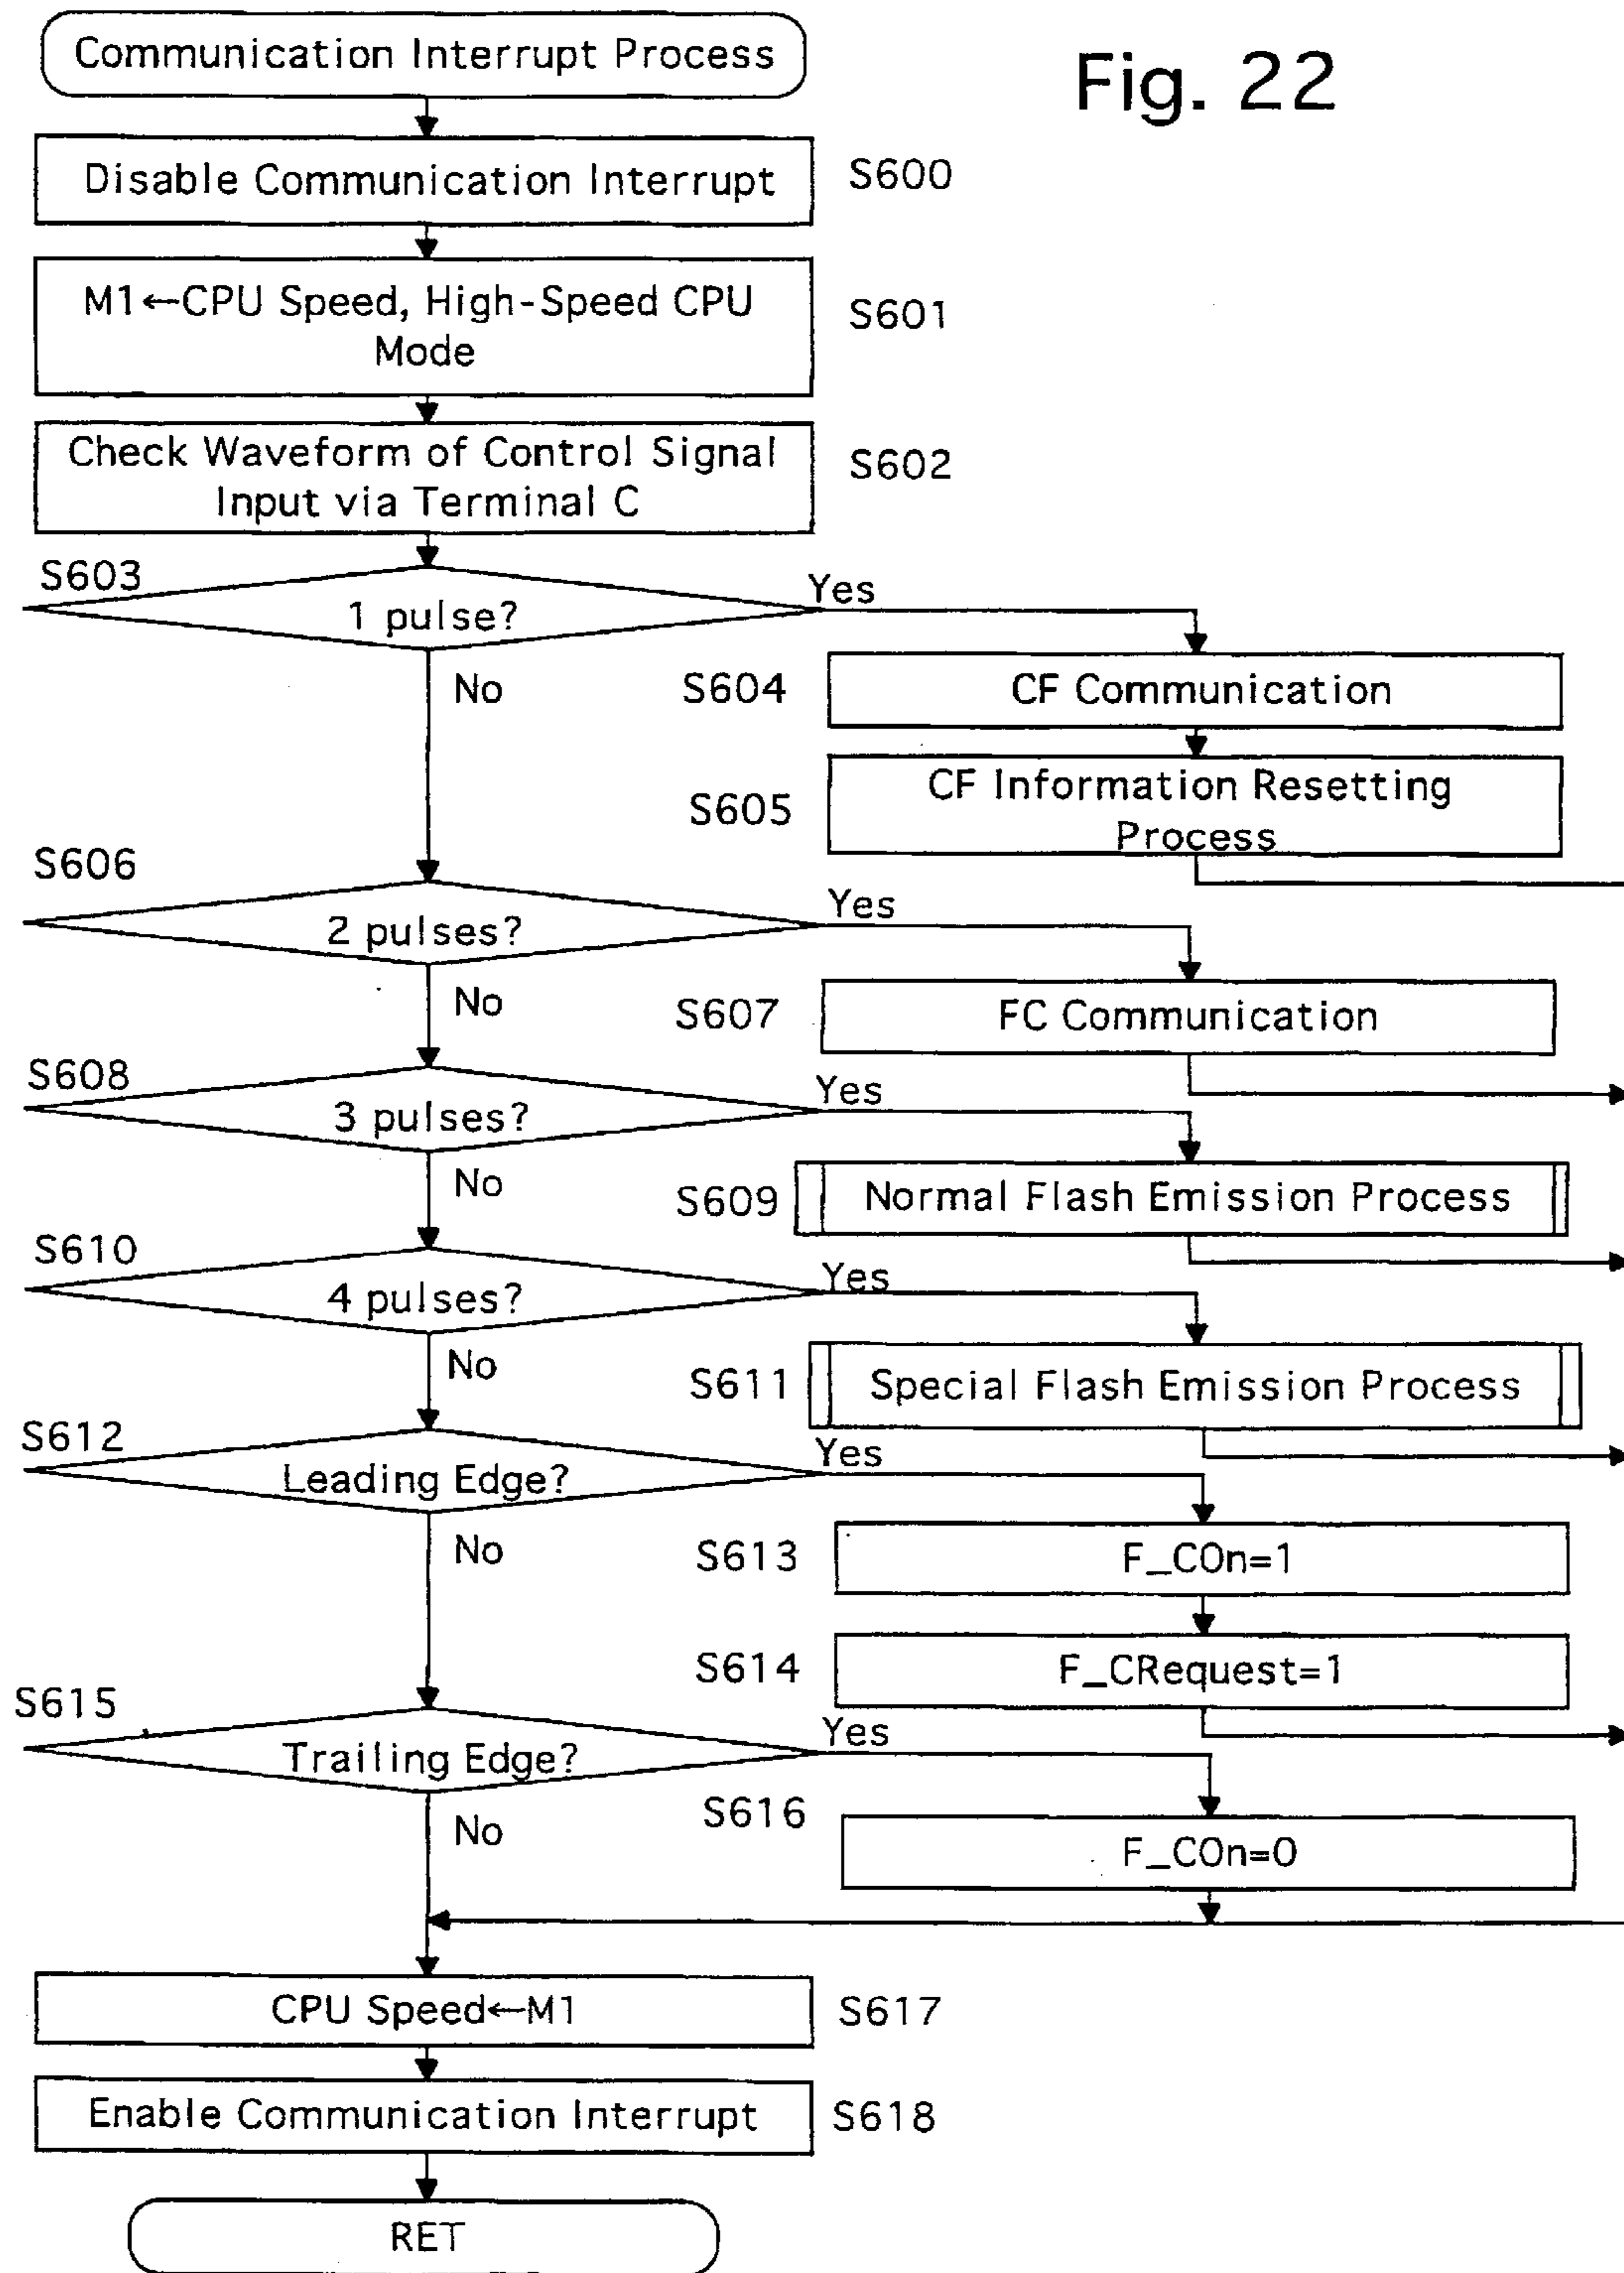 Communication Interrupt Process
Fig. 22
Disable Communication Interrupt
S600
M1←CPU Speed, High-Speed CPU
Mode
S601
Check Waveform of Control Signal
Input via Terminal C
S602
S603
1 pulse?
Yes
No
S604
CF Communication
S605
CF Information Resetting
Process
S606
2 pulses?
Yes
No
S607
FC Communication
S608
3 pulses?
Yes
No
S609
Normal Flash Emission Process
S610
4 pulses?
Yes
No
S611
Special Flash Emission Process
S612
Leading Edge?
Yes
No
S613
F_COn=1
S614
F_CRequest=1
S615
Trailing Edge?
Yes
No
S616
F_COn=0
CPU Speed←M1
S617
Enable Communication Interrupt
S618
RET